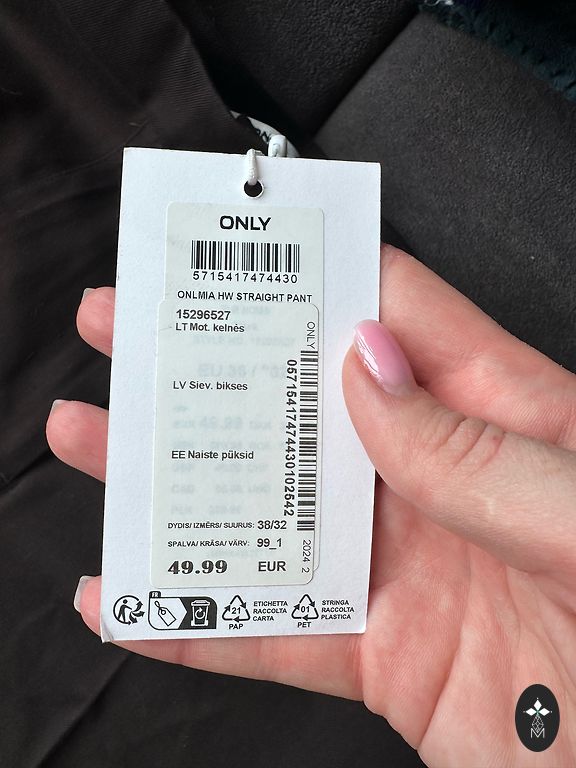 ONLY
5715417474430
ONLMIA HW STRAIGHT PANT
15296527
LT Mot. kelnės
LV Siev. bikses
EE Naiste püksid
DYDIS/ IZMĒRS/ SUURUS: 38/32
SPALVA/ KRĀSA/ VÄRV: 99_1
49.99 EUR
ONLY
05715417474430102542
2024 2
FR
21
PAP
ETICHETTA
RACCOLTA
CARTA
01
PET
STRINGA
RACCOLTA
PLASTICA